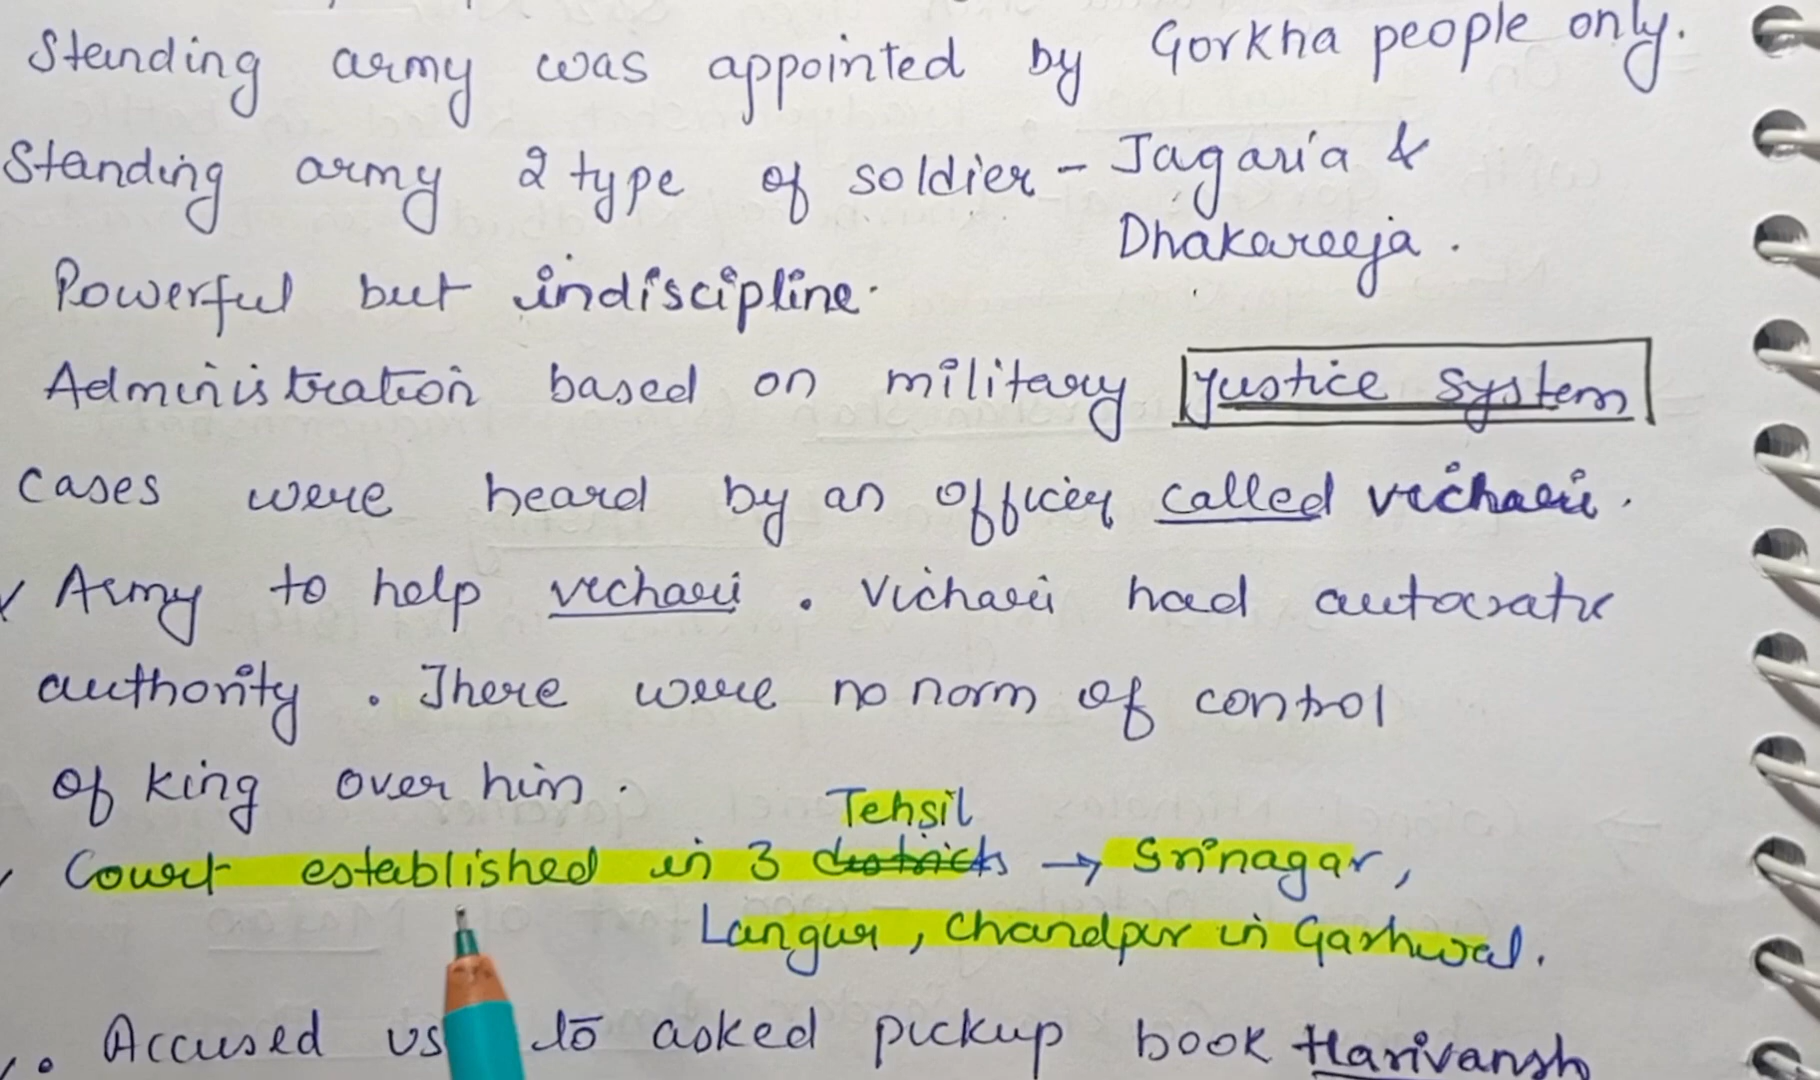 Standing army was appointed by Gorkha people only.
Standing army 2 type of soldier - Jagaria &
Dhakareeja.
Powerful but indiscipline.
Administration based on military justice system
Cases were heard by an officer called vichari.
Army to help vichari. Vichari had autocratic
authority. There were no norm of control
of king over him.
Tehsil
Court established in 3 districts → Srinagar,
Langur, Chandpur in Garhwal.
Accused us to asked pickup book Harivansh